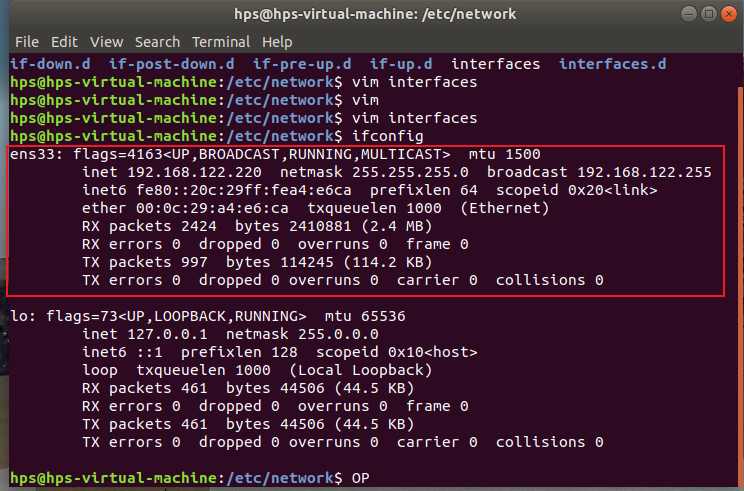 hps@hps-virtual-machine: /etc/network
File  Edit  View  Search  Terminal  Help
if-down.d  if-post-down.d  if-pre-up.d  if-up.d  interfaces  interfaces.d
hps@hps-virtual-machine:/etc/network$ vim interfaces
hps@hps-virtual-machine:/etc/network$ vim
hps@hps-virtual-machine:/etc/network$ vim interfaces
hps@hps-virtual-machine:/etc/network$ ifconfig
ens33: flags=4163<UP,BROADCAST,RUNNING,MULTICAST>  mtu 1500
        inet 192.168.122.220  netmask 255.255.255.0  broadcast 192.168.122.255
        inet6 fe80::20c:29ff:fea4:e6ca  prefixlen 64  scopeid 0x20<link>
        ether 00:0c:29:a4:e6:ca  txqueuelen 1000  (Ethernet)
        RX packets 2424  bytes 2410881 (2.4 MB)
        RX errors 0  dropped 0  overruns 0  frame 0
        TX packets 997  bytes 114245 (114.2 KB)
        TX errors 0  dropped 0 overruns 0  carrier 0  collisions 0
lo: flags=73<UP,LOOPBACK,RUNNING>  mtu 65536
        inet 127.0.0.1  netmask 255.0.0.0
        inet6 ::1  prefixlen 128  scopeid 0x10<host>
        loop  txqueuelen 1000  (Local Loopback)
        RX packets 461  bytes 44506 (44.5 KB)
        RX errors 0  dropped 0  overruns 0  frame 0
        TX packets 461  bytes 44506 (44.5 KB)
        TX errors 0  dropped 0 overruns 0  carrier 0  collisions 0
hps@hps-virtual-machine:/etc/network$ OP